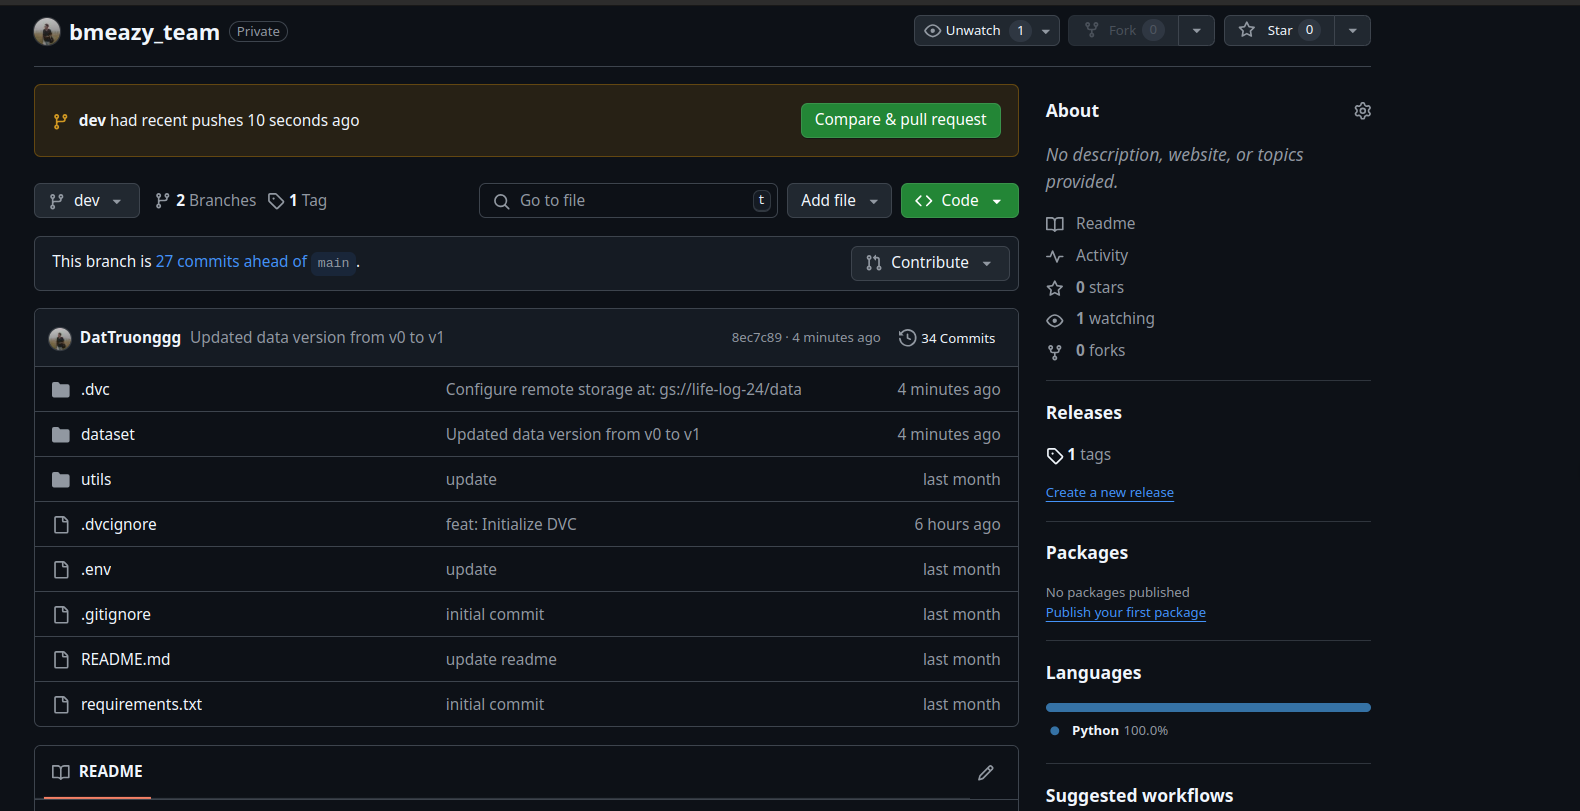 bmeazy_team Private
Unwatch 1
Fork 0
Star 0
dev had recent pushes 10 seconds ago
Compare & pull request
dev
2 Branches
1 Tag
Go to file
t
Add file
<> Code
This branch is 27 commits ahead of main.
Contribute
DatTruonggg Updated data version from v0 to v1
8ec7c89 · 4 minutes ago
34 Commits
.dvc Configure remote storage at: gs://life-log-24/data 4 minutes ago
dataset Updated data version from v0 to v1 4 minutes ago
utils update last month
.dvcignore feat: Initialize DVC 6 hours ago
.env update last month
.gitignore initial commit last month
README.md update readme last month
requirements.txt initial commit last month
README
About
No description, website, or topics
provided.
Readme
Activity
0 stars
1 watching
0 forks
Releases
1 tags
Create a new release
Packages
No packages published
Publish your first package
Languages
Python 100.0%
Suggested workflows